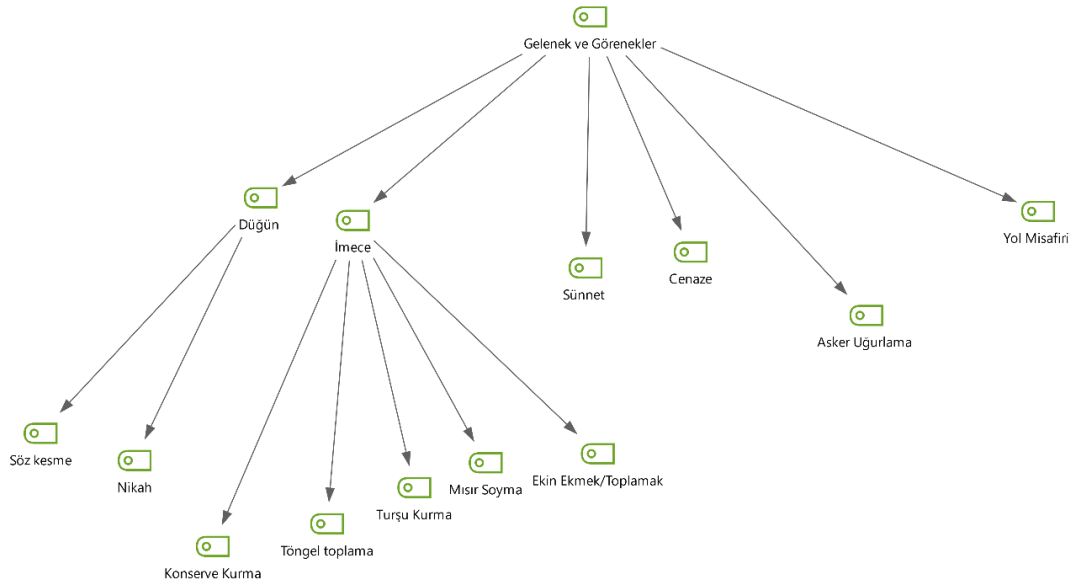 Gelenek ve Görenekler
Düğün
İmece
Sünnet
Cenaze
Asker Uğurlama
Yol Misafiri
Söz kesme
Nikah
Konserve Kurma
Töngel toplama
Turşu Kurma
Mısır Soyma
Ekin Ekmek/Toplamak